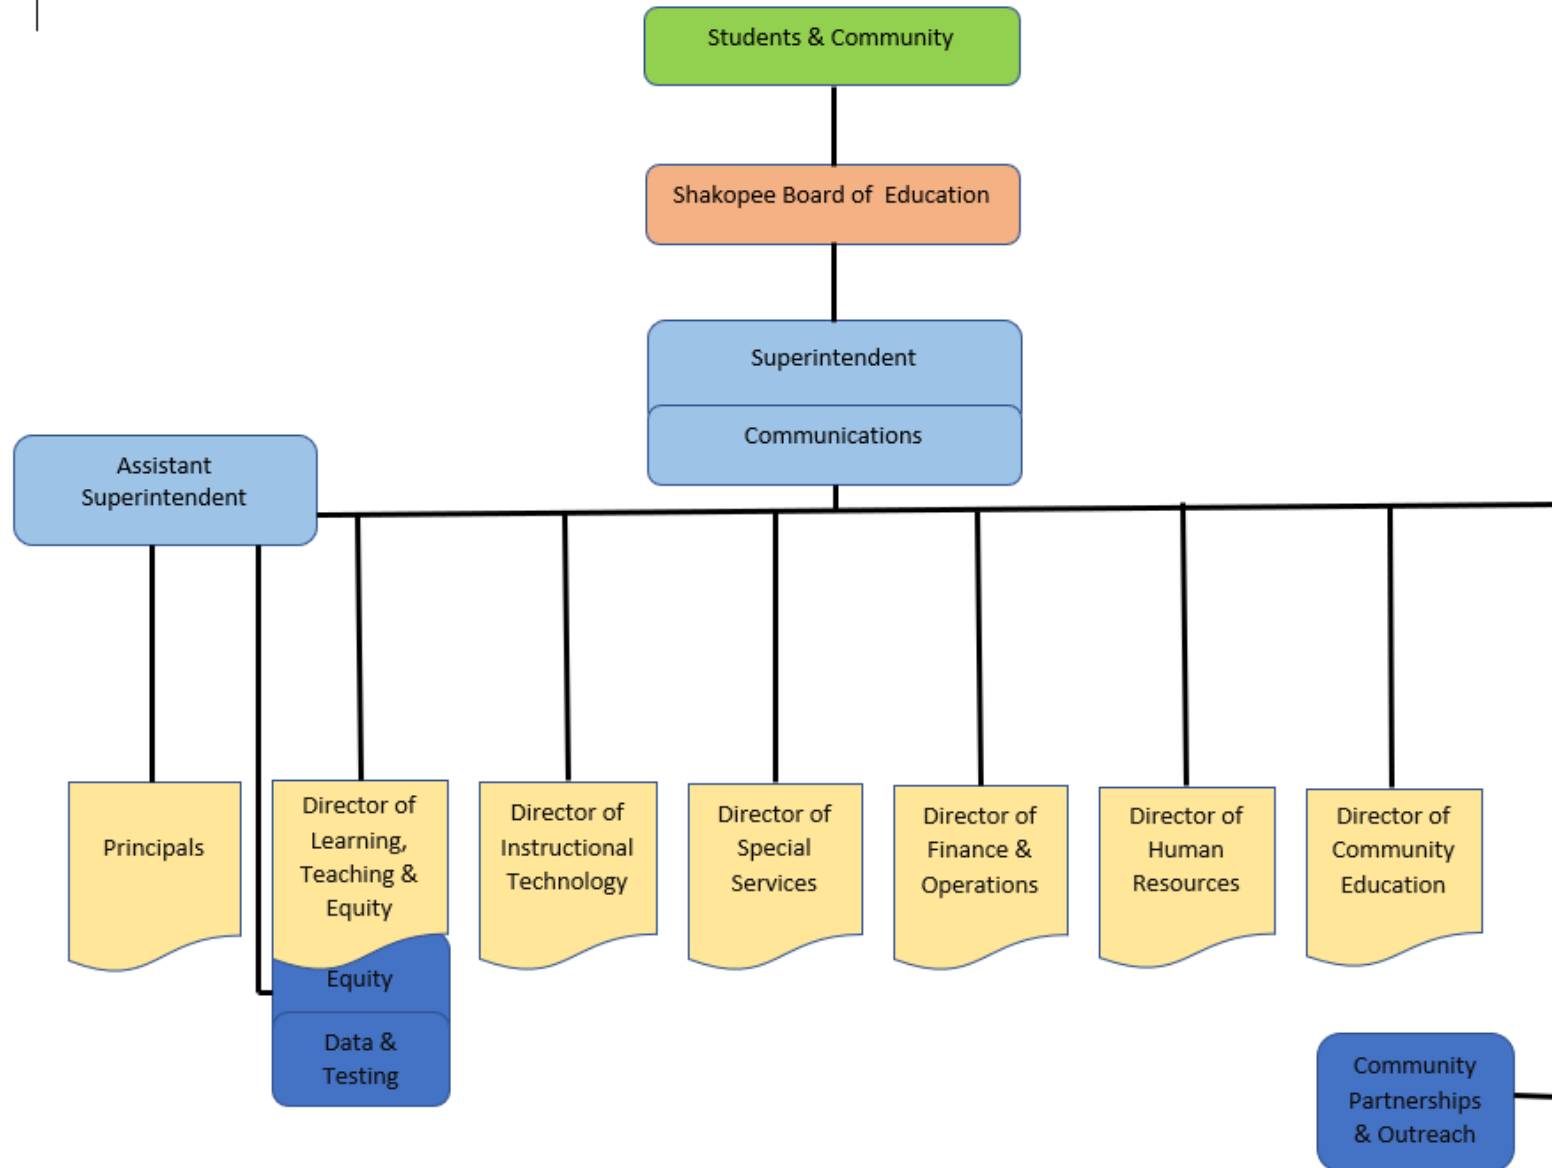 Students & Community
Shakopee Board of Education
Superintendent
Communications
Assistant
Superintendent
Principals
Director of
Learning,
Teaching &
Equity
Director of
Instructional
Technology
Director of
Special
Services
Director of
Finance &
Operations
Director of
Human
Resources
Director of
Community
Education
Equity
Data &
Testing
Community
Partnerships
& Outreach